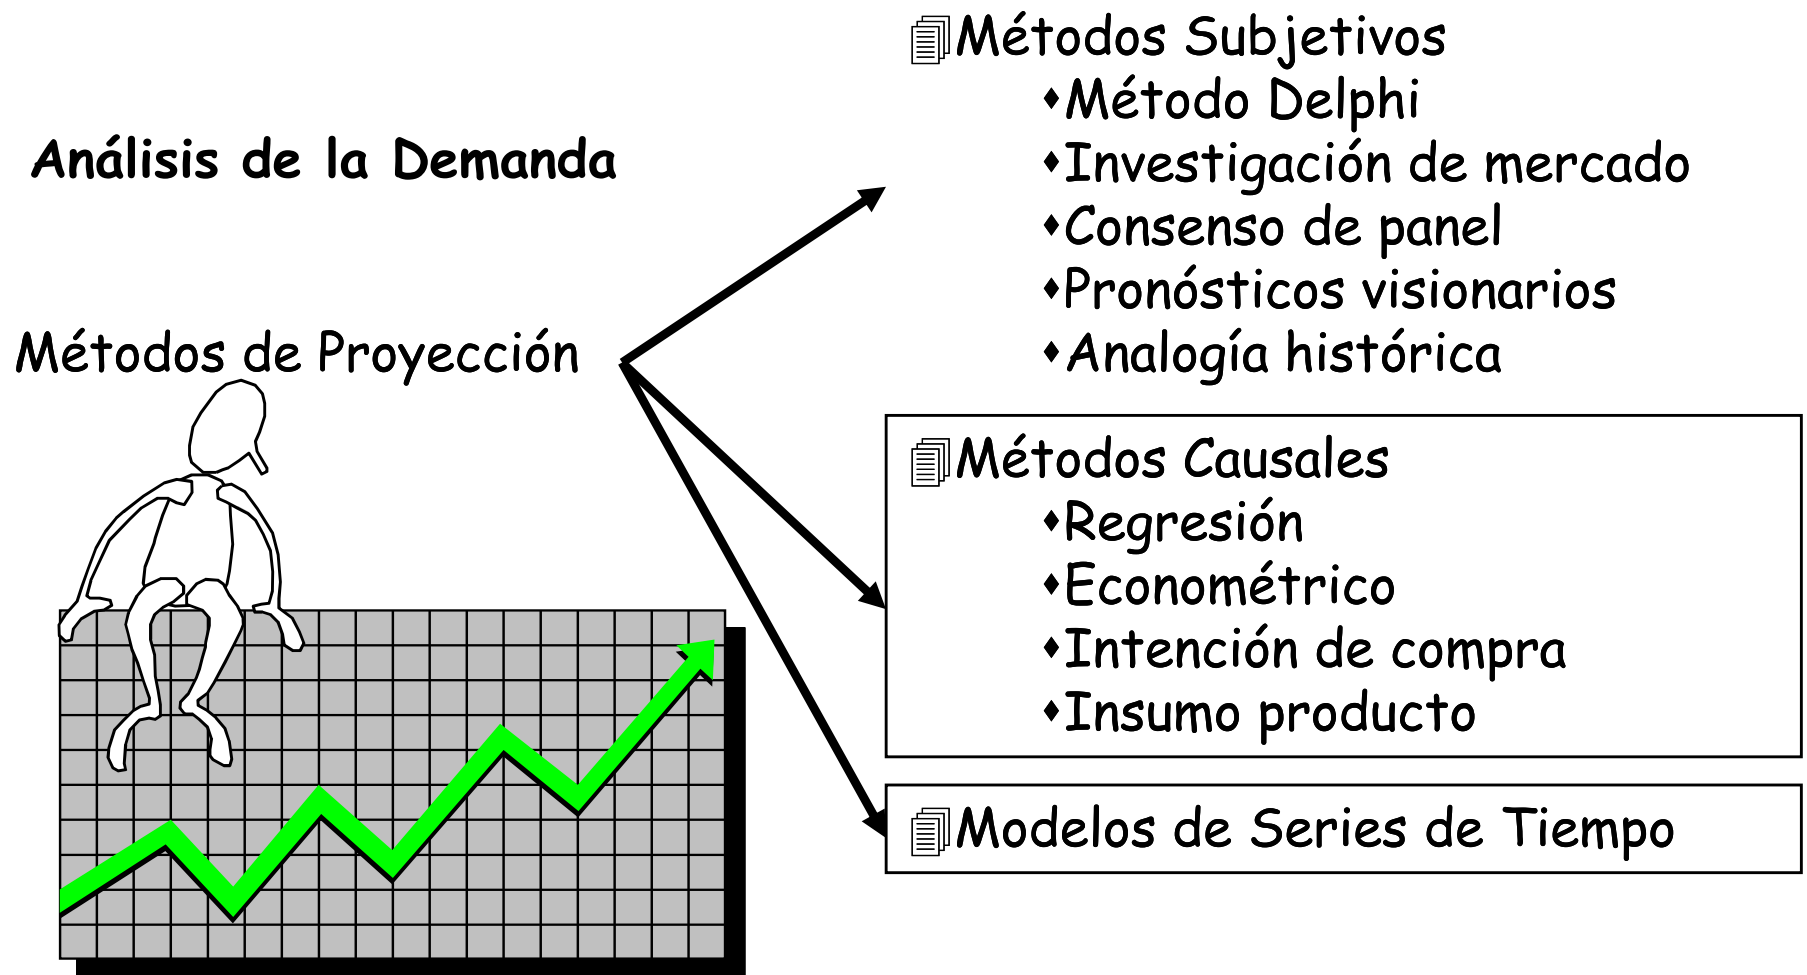 Análisis de la Demanda
Métodos de Proyección
Métodos Subjetivos
Método Delphi
Investigación de mercado
Consenso de panel
Pronósticos visionarios
Analogía histórica
Métodos Causales
Regresión
Econométrico
Intención de compra
Insumo producto
Modelos de Series de Tiempo